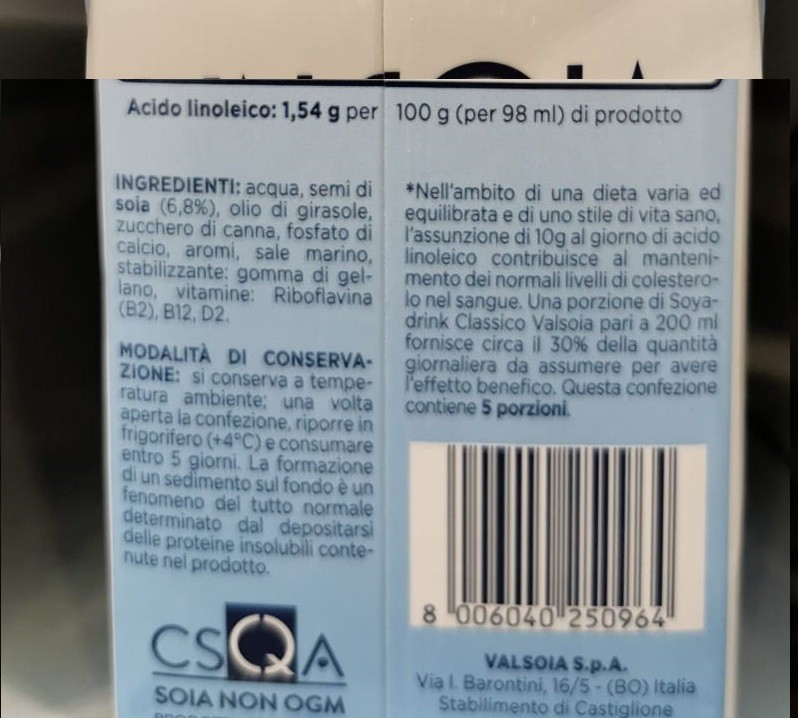 Acido linoleico: 1,54 g per 100 g (per 98 ml) di prodotto
INGREDIENTI: acqua, semi di
soia (6,8%), olio di girasole,
zucchero di canna, fosfato di
calcio, aromi, sale marino,
stabilizzante: gomma di gel-
lano, vitamine: Riboflavina
(B2), B12, D2.
MODALITÀ DI CONSERVA-
ZIONE: si conserva a tempe-
ratura ambiente; una volta
aperta la confezione, riporre in
frigorifero (+4°C) e consumare
entro 5 giorni. La formazione
di un sedimento sul fondo è un
fenomeno del tutto normale
determinato dal depositarsi
delle proteine insolubili conte-
nute nel prodotto.
CSQA
SOIA NON OGM
*Nell'ambito di una dieta varia ed
equilibrata e di uno stile di vita sano,
l'assunzione di 10g al giorno di acido
linoleico contribuisce al manteni-
mento dei normali livelli di colestero-
lo nel sangue. Una porzione di Soya-
drink Classico Valsoia pari a 200 ml
fornisce circa il 30% della quantità
giornaliera da assumere per avere
l'effetto benefico. Questa confezione
contiene 5 porzioni.
8 006040 250964
VALSOIA S.p.A.
Via I. Barontini, 16/5 - (BO) Italia
Stabilimento di Castiglione